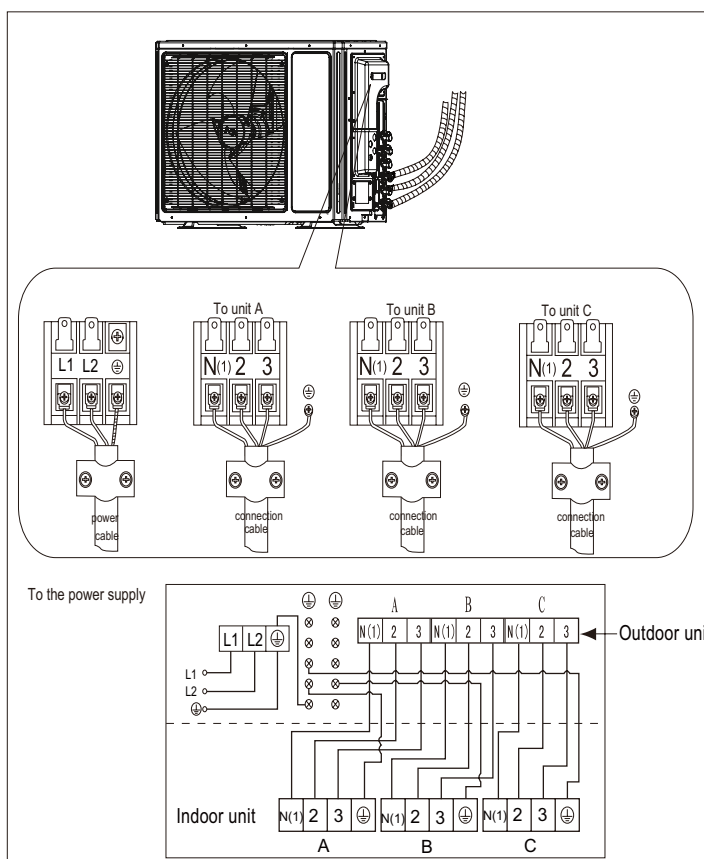 To unit A
To unit B
To unit C
L1 L2
N(1) 2 3
N(1) 2 3
N(1) 2 3
power
cable
connection
cable
connection
cable
connection
cable
To the power supply
A B C
N(1) 2 3 N(1) 2 3 N(1) 2 3
Outdoor uni
L1 L2
L1
L2
Indoor unit
N(1) 2 3
N(1) 2 3
N(1) 2 3
A B C